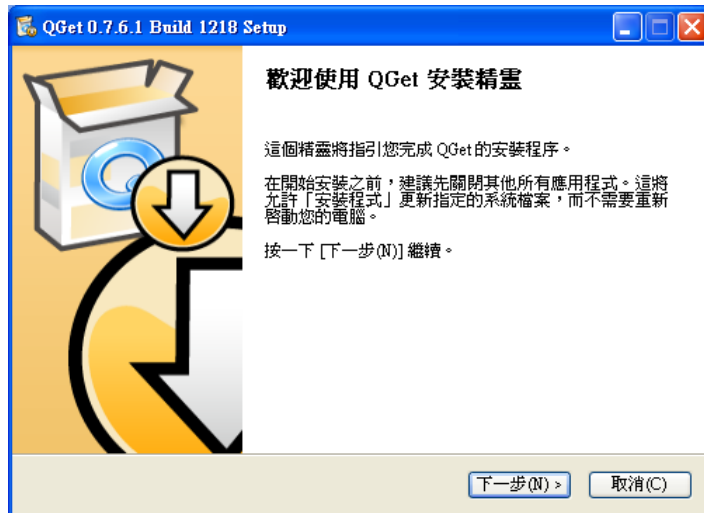 QGet 0.7.6.1 Build 1218 Setup
歡迎使用 QGet 安裝精靈
這個精靈將指引您完成 QGet 的安裝程序。
在開始安裝之前，建議先關閉其他所有應用程式。這將
允許「安裝程式」更新指定的系統檔案，而不需要重新
啓動您的電腦。
按一下 [下一步(N)] 繼續。
下一步(N) >
取消(C)